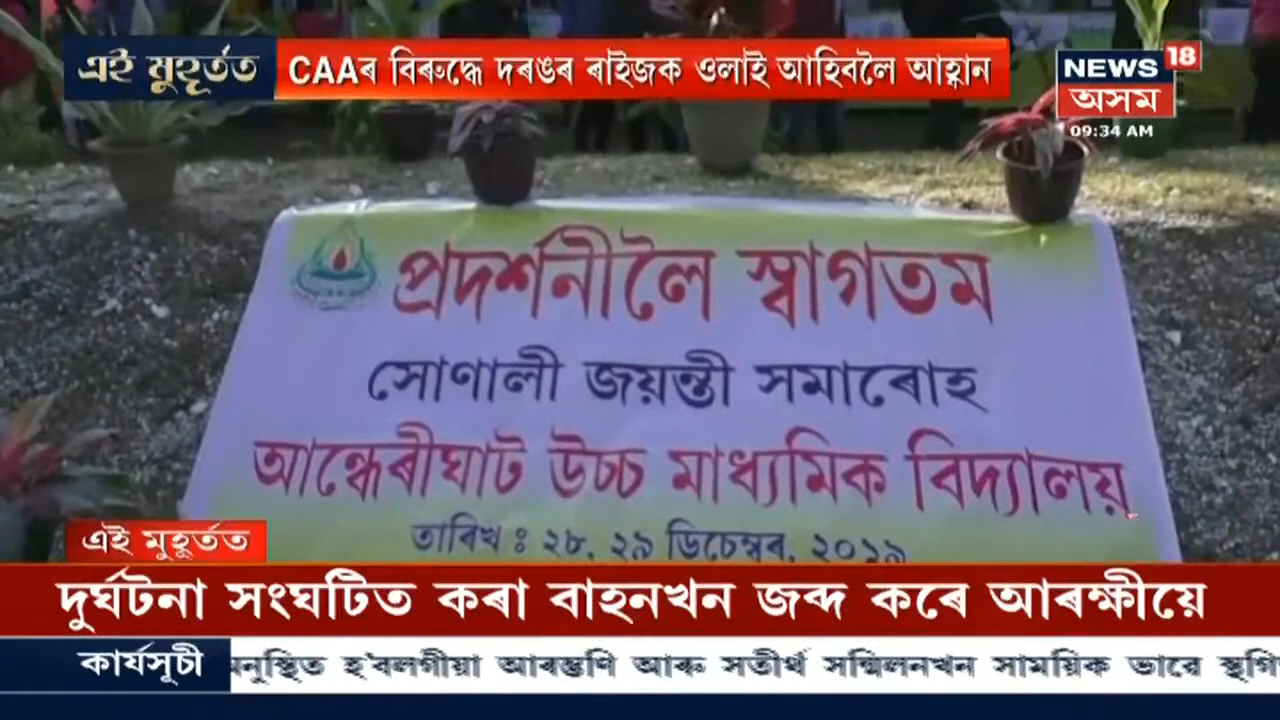 এই মুহূৰ্তত
CAAৰ বিৰুদ্ধে দৰঙৰ ৰাইজক ওলাই আহিবলৈ আহ্বান
NEWS 18
অসম
09:34 AM
প্ৰদৰ্শনীলৈ স্বাগতম
সোণালী জয়ন্তী সমাৰোহ
আন্ধেৰীঘাট উচ্চ মাধ্যমিক বিদ্যালয়
তাৰিখ : ২৮, ২৯ ডিচেম্বৰ, ২০১৯
এই মুহূৰ্তত
দুৰ্ঘটনা সংঘটিত কৰা বাহনখন জব্দ কৰে আৰক্ষীয়ে
কাৰ্যসূচী
হ'বলগীয়া আৰম্ভণি আৰু সতীৰ্থ সন্মিলনখন সাময়িক ভাৱে